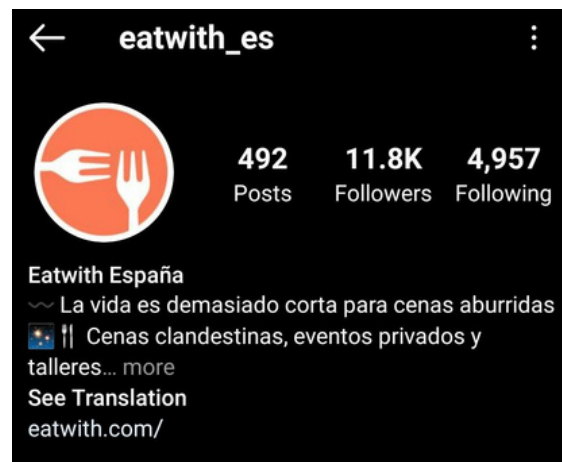 eatwith_es
492 11.8K 4,957
Posts Followers Following
Eatwith España
〰️ La vida es demasiado corta para cenas aburridas
🎇🍴 Cenas clandestinas, eventos privados y
talleres... more
See Translation
eatwith.com/